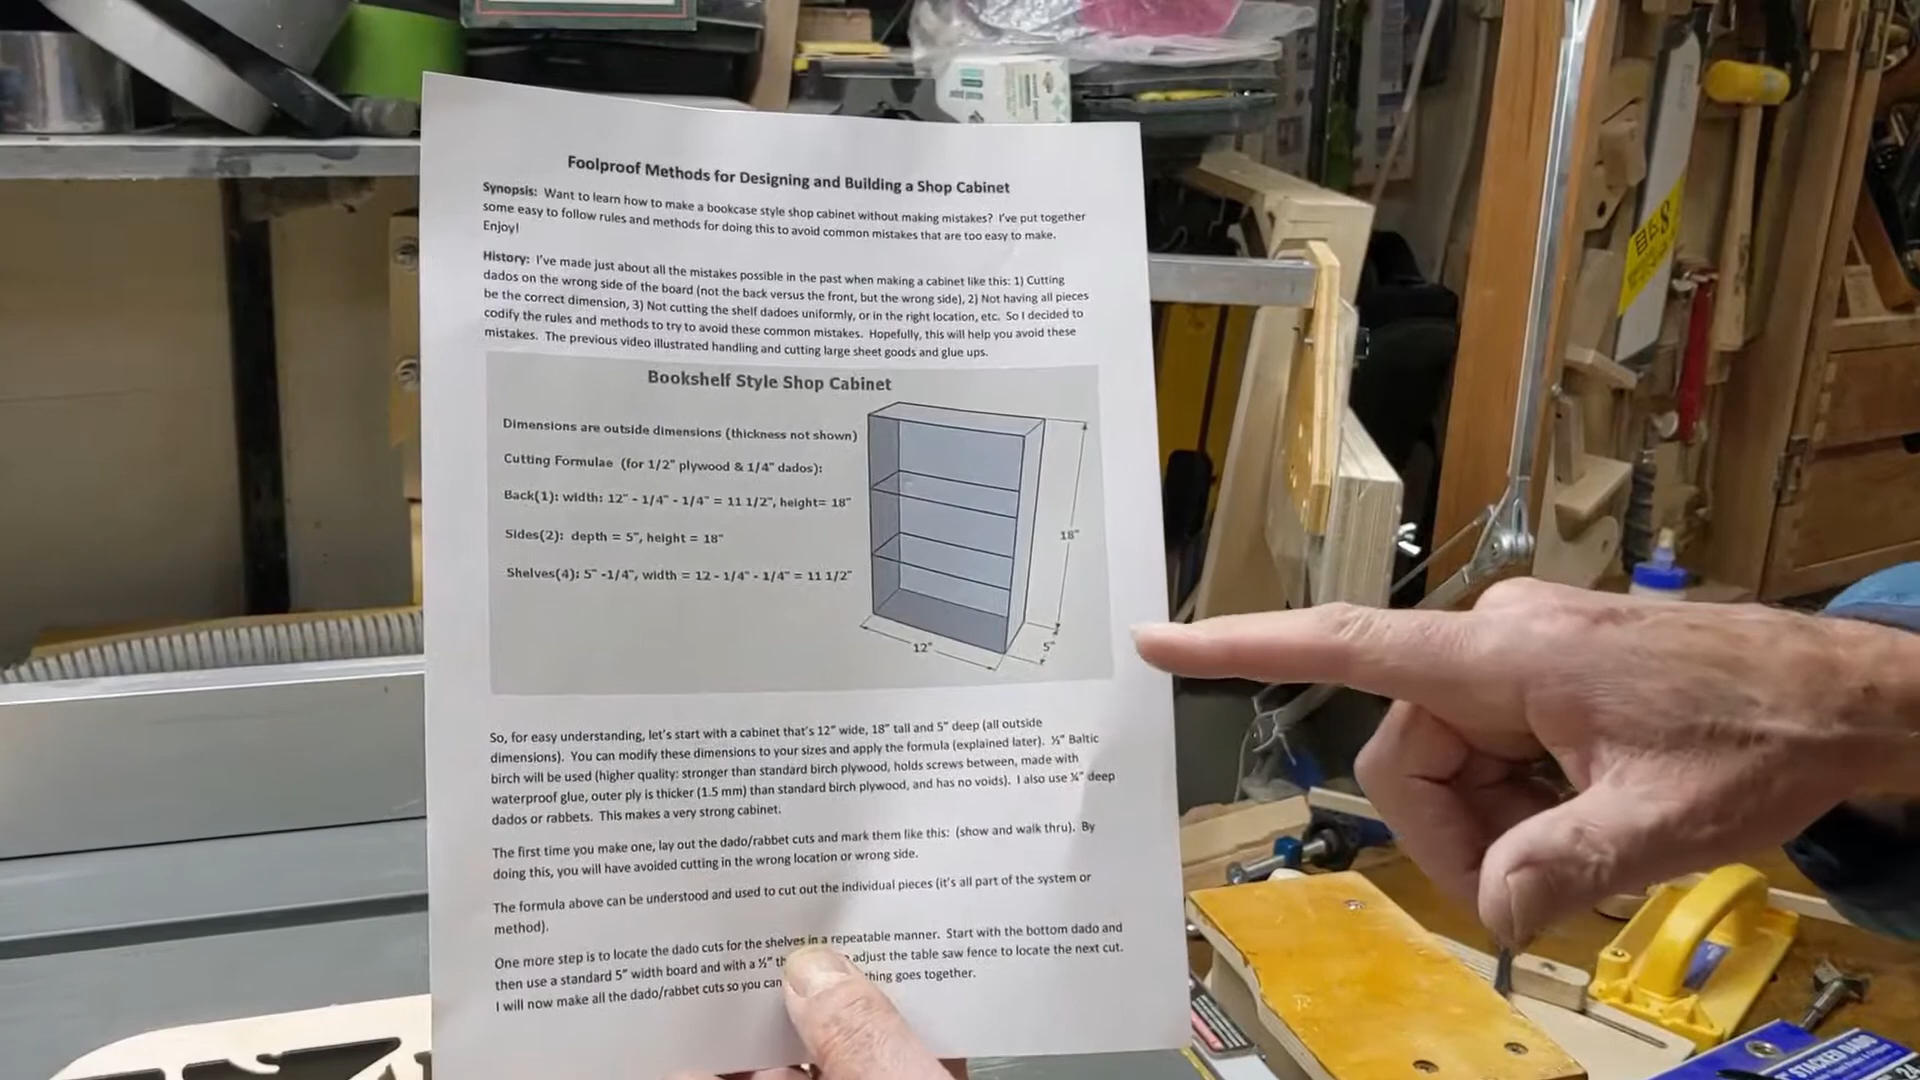 Foolproof Methods for Designing and Building a Shop Cabinet
Synopsis: Want to learn how to make a bookcase style shop cabinet without making mistakes? I've put together
some easy to follow rules and methods for doing this to avoid common mistakes that are too easy to make.
Enjoy!
History: I've made just about all the mistakes possible in the past when making a cabinet like this: 1) Cutting
dados on the wrong side of the board (not the back versus the front, but the wrong side), 2) Not having all pieces
be the correct dimension, 3) Not cutting the shelf dadoes uniformly, or in the right location, etc. So I decided to
codify the rules and methods to try to avoid these common mistakes. Hopefully, this will help you avoid these
mistakes. The previous video illustrated handling and cutting large sheet goods and glue ups.
Bookshelf Style Shop Cabinet
Dimensions are outside dimensions (thickness not shown)
Cutting Formulae (for 1/2" plywood & 1/4" dados):
Back(1): width: 12" - 1/4" - 1/4" = 11 1/2", height= 18"
Sides(2): depth = 5", height = 18"
Shelves(4): 5" -1/4", width = 12 - 1/4" - 1/4" = 11 1/2"
18"
12"
5"
So, for easy understanding, let's start with a cabinet that's 12" wide, 18" tall and 5" deep (all outside
dimensions). You can modify these dimensions to your sizes and apply the formula (explained later). ½" Baltic
birch will be used (higher quality: stronger than standard birch plywood, holds screws between, made with
waterproof glue, outer ply is thicker (1.5 mm) than standard birch plywood, and has no voids). I also use ¼" deep
dados or rabbets. This makes a very strong cabinet.
The first time you make one, lay out the dado/rabbet cuts and mark them like this: (show and walk thru). By
doing this, you will have avoided cutting in the wrong location or wrong side.
The formula above can be understood and used to cut out the individual pieces (it's all part of the system or
method).
One more step is to locate the dado cuts for the shelves in a repeatable manner. Start with the bottom dado and
then use a standard 5" width board and with a ½" th adjust the table saw fence to locate the next cut.
I will now make all the dado/rabbet cuts so you can thing goes together.
STACKED DADO
24